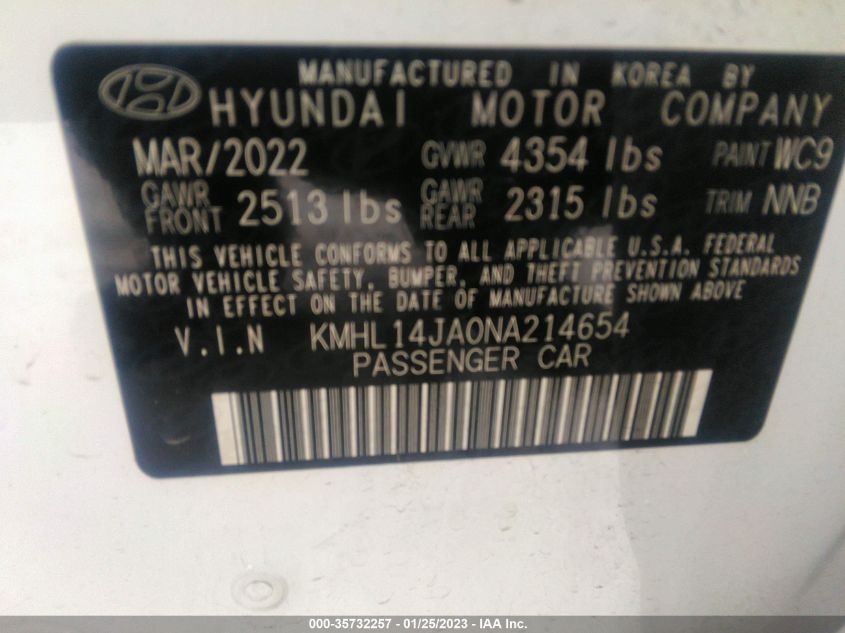 MANUFACTURED IN KOREA BY
HYUNDAI MOTOR COMPANY
MAR/2022 GVWR 4354 lbs PAINT WC9
GAWR FRONT 2513 lbs GAWR REAR 2315 lbs TRIM NNB
THIS VEHICLE CONFORMS TO ALL APPLICABLE U.S.A. FEDERAL
MOTOR VEHICLE SAFETY, BUMPER, AND THEFT PREVENTION STANDARDS
IN EFFECT ON THE DATE OF MANUFACTURE SHOWN ABOVE
V.I.N KMHL14JA0NA214654
PASSENGER CAR
000-35732257 - 01/25/2023 - IAA Inc.